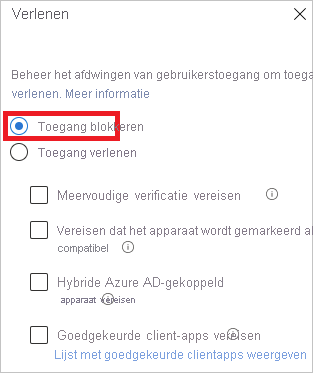 Verlenen
Beheer het afdwingen van gebruikerstoegang om toega
verlenen. Meer informatie
Toegang blokkeren
Toegang verlenen
Meervoudige verificatie vereisen
Vereisen dat het apparaat wordt gemarkeerd al
compatibel
Hybride Azure AD-gekoppeld
apparaat vereisen
Goedgekeurde client-apps vereisen
Lijst met goedgekeurde clientapps weergeven